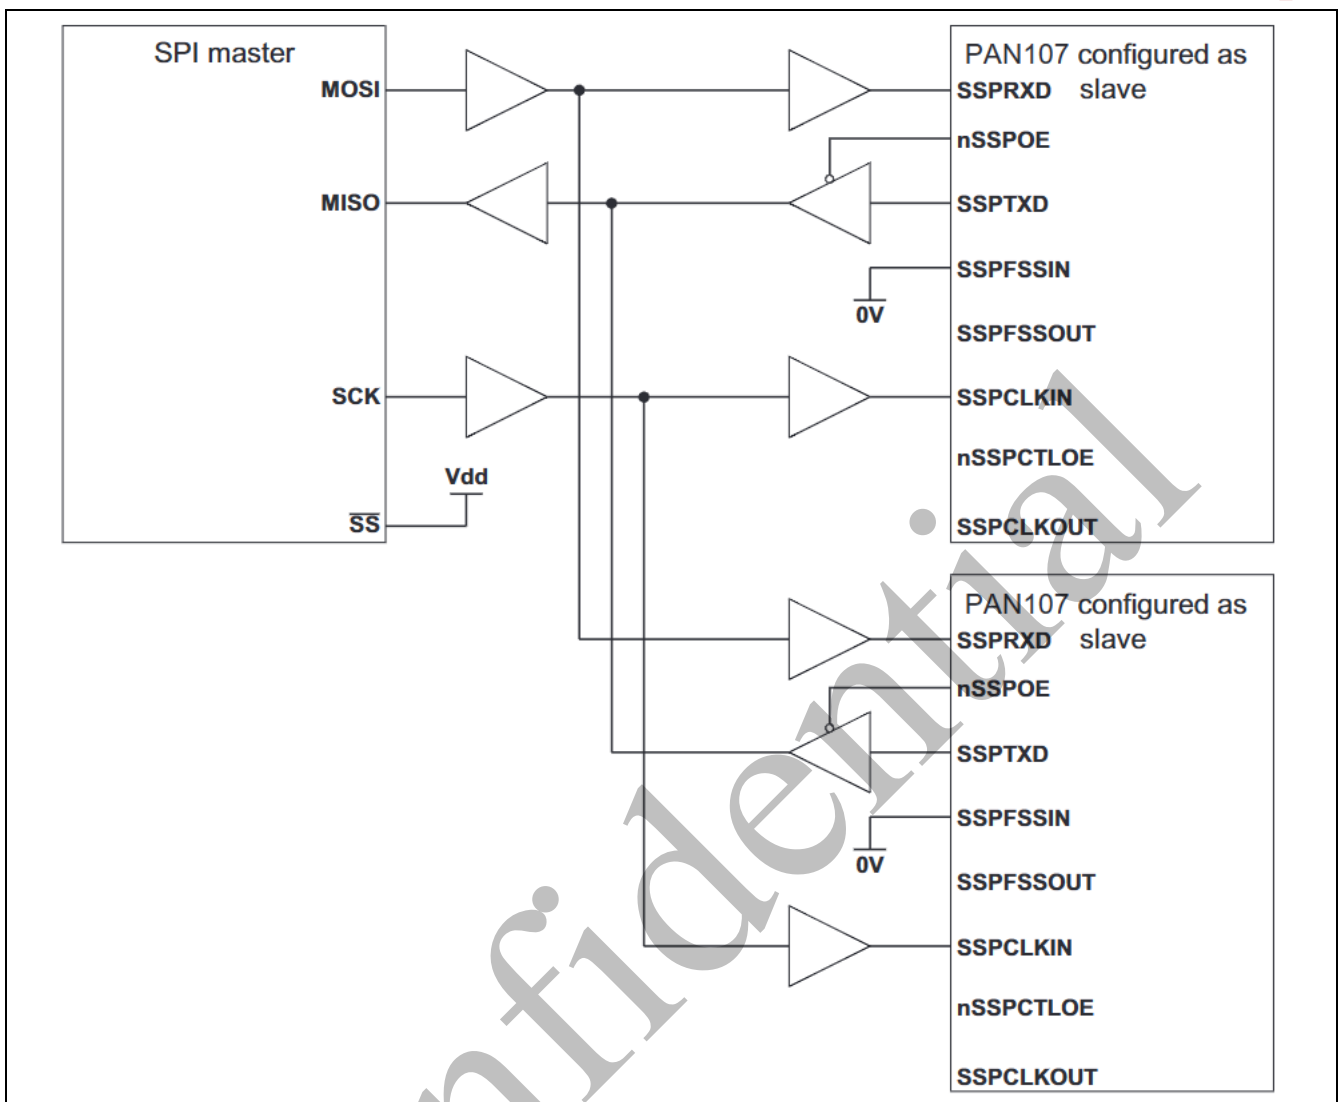 SPI master
MOSI
MISO
SCK
Vdd
SS
PAN107 configured as
slave
SSPRXD
nSSPOE
SSPTXD
SSPFSSIN
0V
SSPFSSOUT
SSPCLKIN
nSSPCTLOE
SSPCLKOUT
PAN107 configured as
slave
SSPRXD
nSSPOE
SSPTXD
SSPFSSIN
0V
SSPFSSOUT
SSPCLKIN
nSSPCTLOE
SSPCLKOUT
nfidential